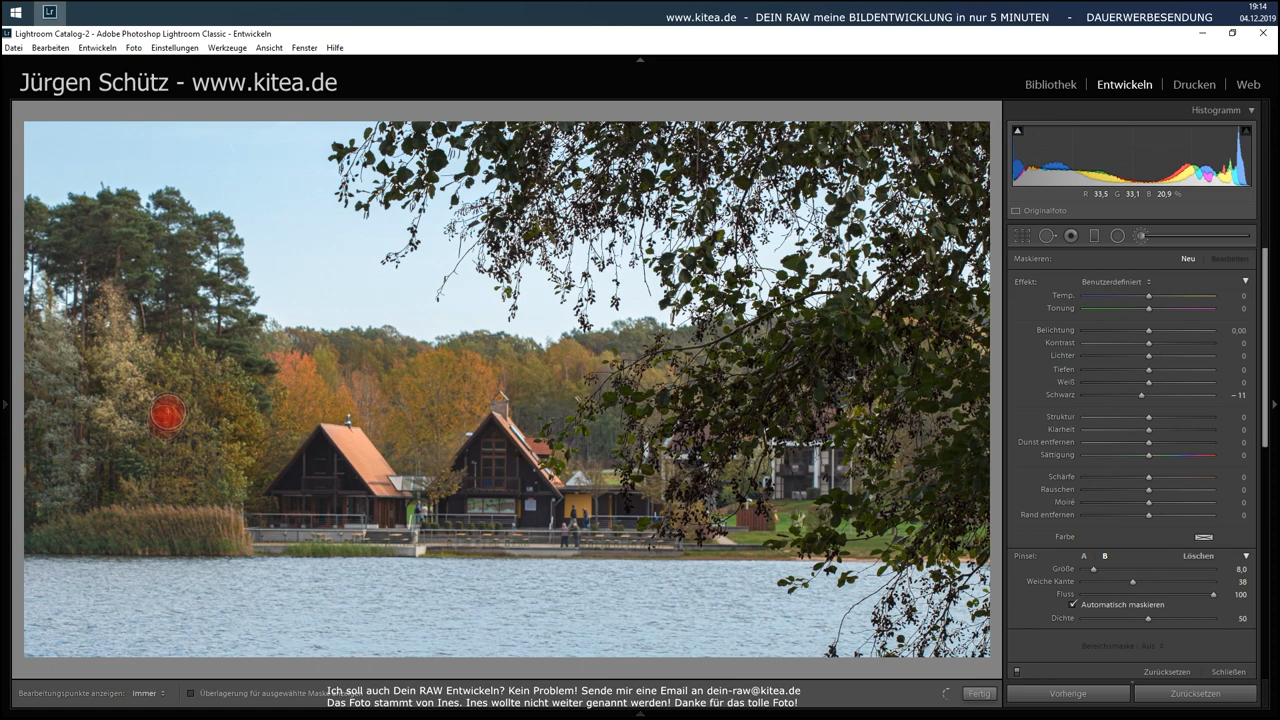 Lr
www.kitea.de - DEIN RAW meine BILDENTWICKLUNG in nur 5 MINUTEN - DAUERWERBESENDUNG
19:14
04.12.2019
Lr Lightroom Catalog-2 - Adobe Photoshop Lightroom Classic - Entwickeln
Datei Bearbeiten Entwickeln Foto Einstellungen Werkzeuge Ansicht Fenster Hilfe
Jürgen Schütz - www.kitea.de
Bibliothek | Entwickeln | Drucken | Web
Histogramm
R 33,5 G 33,1 B 20,9 %
Originalfoto
Maskieren: Neu Bearbeiten
Effekt: Benutzerdefiniert
Temp. 0
Tonung 0
Belichtung 0,00
Kontrast 0
Lichter 0
Tiefen 0
Weiß 0
Schwarz – 11
Struktur 0
Klarheit 0
Dunst entfernen 0
Sättigung 0
Schärfe 0
Rauschen 0
Moiré 0
Rand entfernen 0
Farbe
Pinsel: A B Löschen
Größe 8,0
Weiche Kante 38
Fluss 100
Automatisch maskieren
Dichte 50
Bereichsmaske: Aus
Zurücksetzen Schließen
Bearbeitungspunkte anzeigen: Immer Überlagerung für ausgewählte Maske
Fertig
Vorherige Zurücksetzen
Ich soll auch Dein RAW Entwickeln? Kein Problem! Sende mir eine Email an dein-raw@kitea.de
Das Foto stammt von Ines. Ines wollte nicht weiter genannt werden! Danke für das tolle Foto!